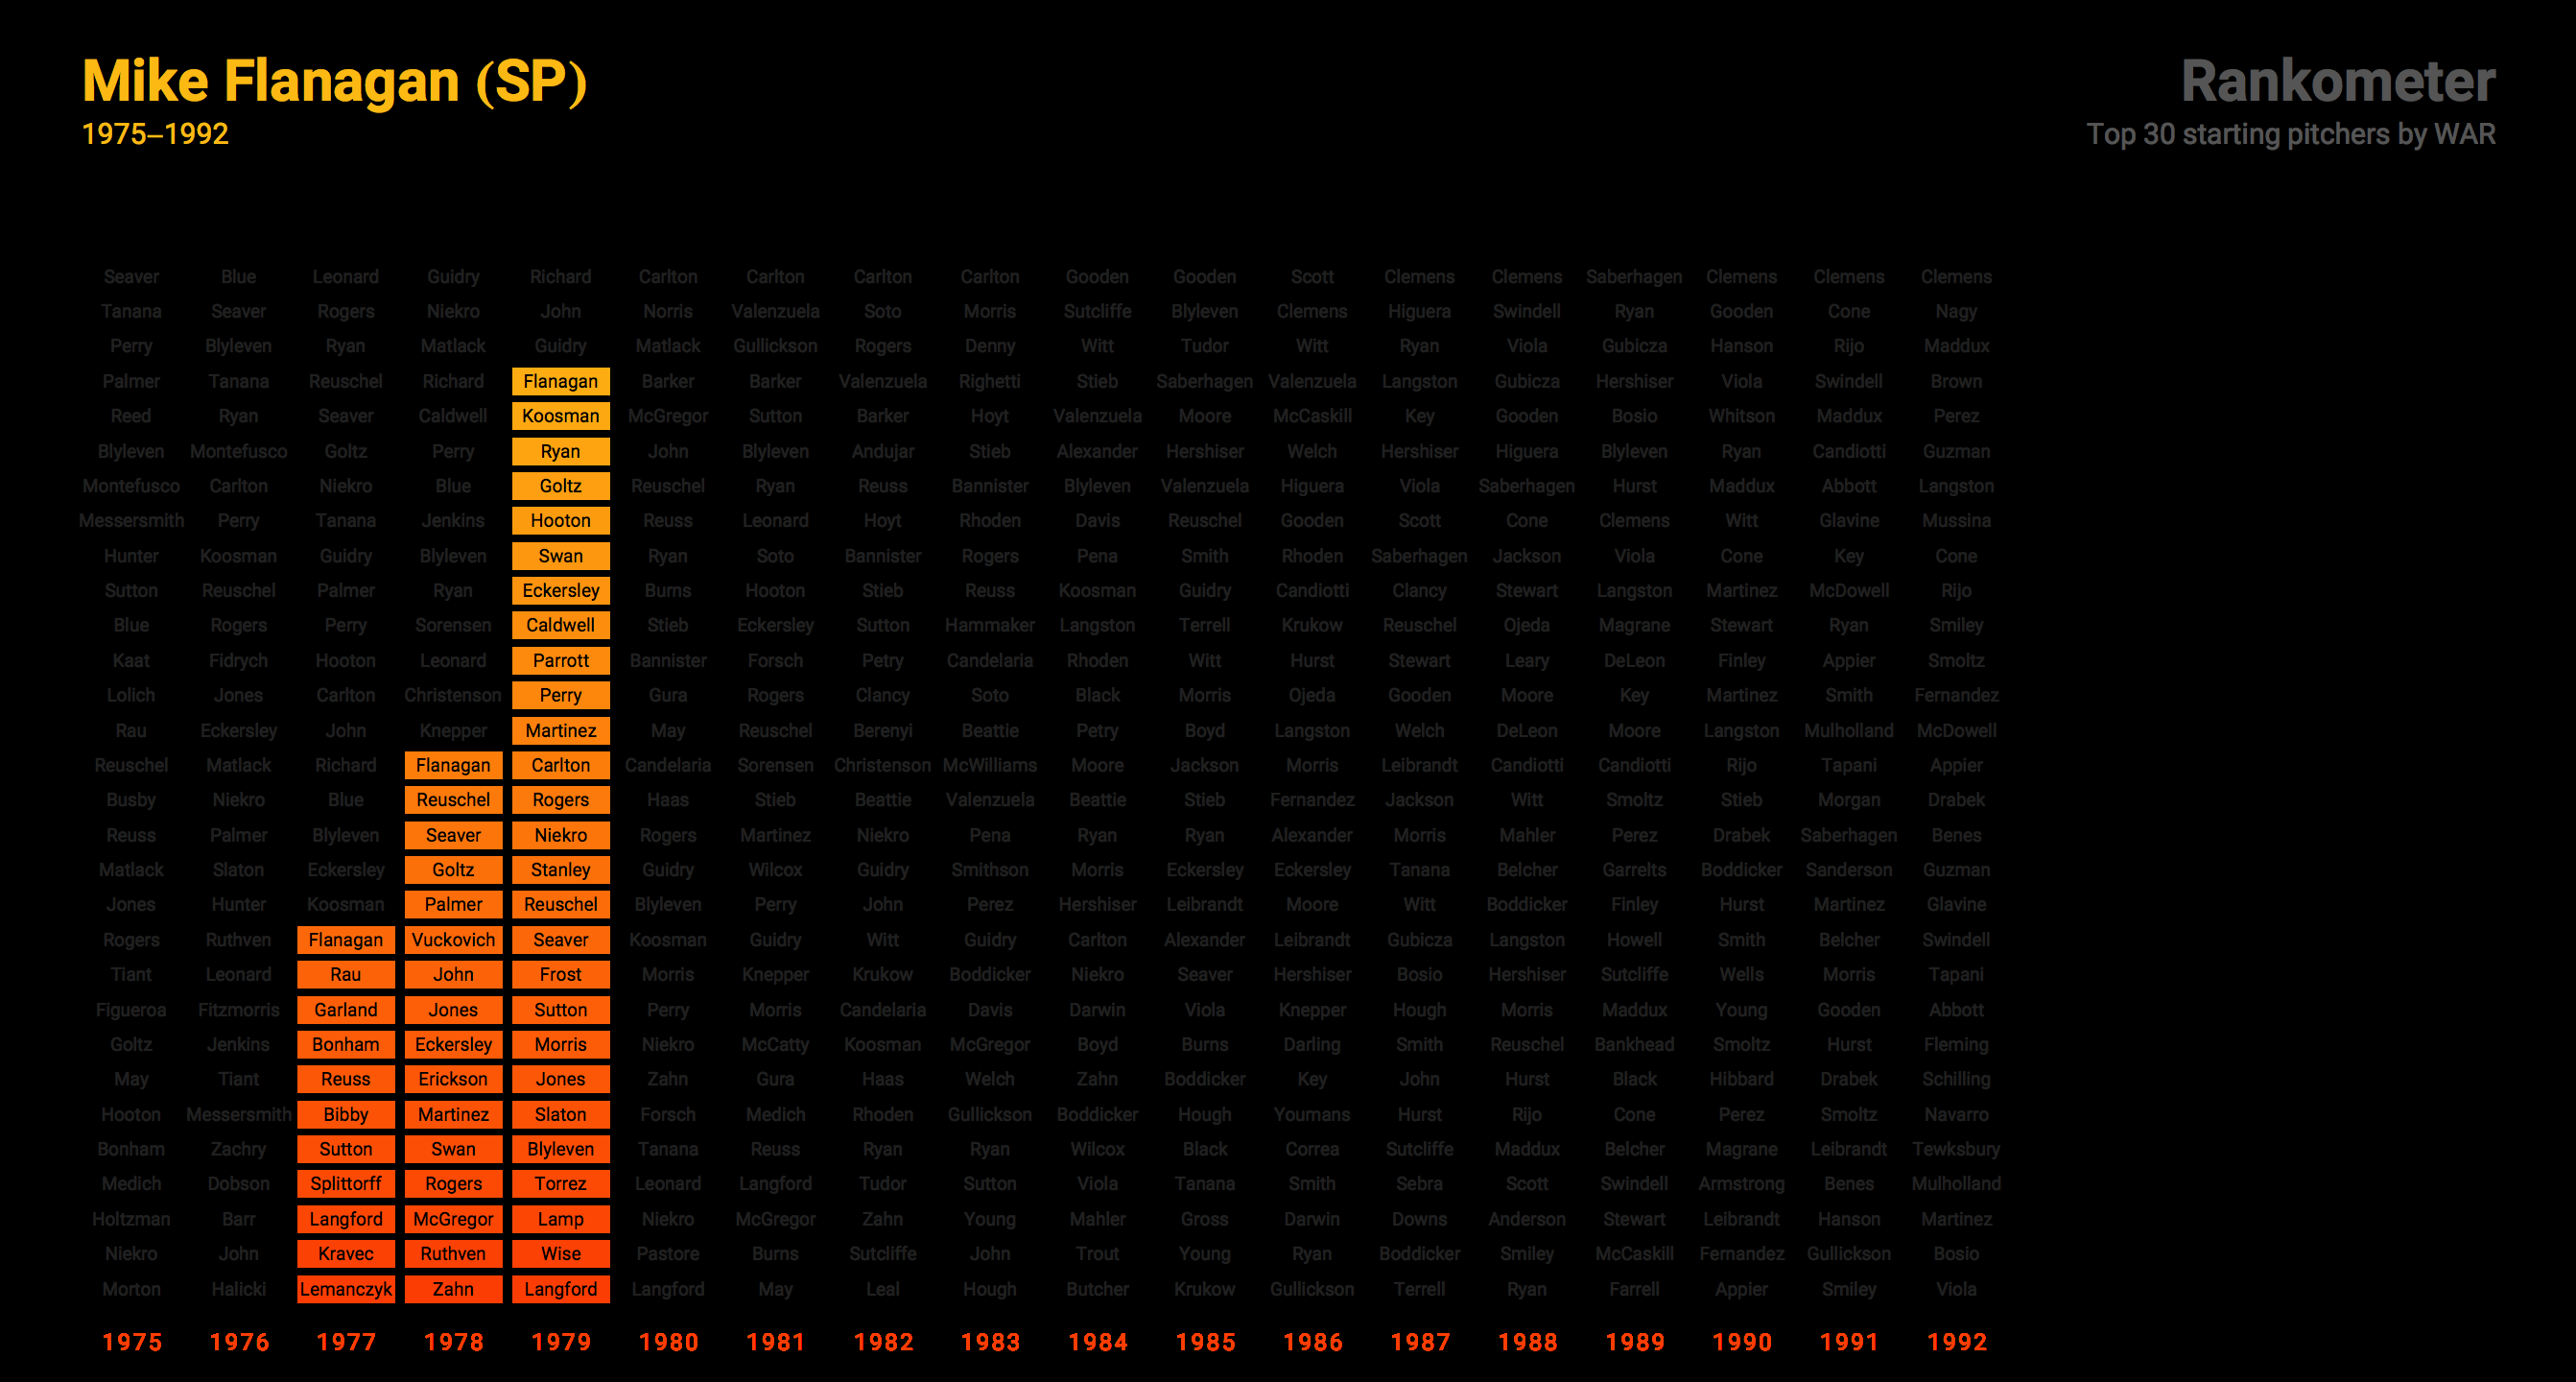 Mike Flanagan (SP)
1975–1992
Rankometer
Top 30 starting pitchers by WAR
Seaver Blue Leonard Guidry Richard Carlton Carlton Carlton Carlton Gooden Gooden Scott Clemens Clemens Saberhagen Clemens Clemens Clemens
Tanana Seaver Rogers Niekro John Norris Valenzuela Soto Morris Sutcliffe Blyleven Clemens Higuera Swindell Ryan Gooden Cone Nagy
Perry Blyleven Ryan Matlack Guidry Matlack Gullickson Rogers Denny Witt Tudor Witt Ryan Viola Gubicza Hanson Rijo Maddux
Palmer Tanana Reuschel Richard Flanagan Barker Barker Valenzuela Righetti Stieb Saberhagen Valenzuela Langston Gubicza Hershiser Viola Swindell Brown
Reed Ryan Seaver Caldwell Koosman McGregor Sutton Barker Hoyt Valenzuela Moore McCaskill Key Gooden Bosio Whitson Maddux Perez
Blyleven Montefusco Goltz Perry Ryan John Blyleven Andujar Stieb Alexander Hershiser Welch Hershiser Higuera Blyleven Ryan Candiotti Guzman
Montefusco Carlton Niekro Blue Goltz Reuschel Ryan Reuss Bannister Blyleven Valenzuela Higuera Viola Saberhagen Hurst Maddux Abbott Langston
Messersmith Perry Tanana Jenkins Hooton Reuss Leonard Hoyt Rhoden Davis Reuschel Gooden Scott Cone Clemens Witt Glavine Mussina
Hunter Koosman Guidry Blyleven Swan Ryan Soto Bannister Rogers Pena Smith Rhoden Saberhagen Jackson Viola Cone Key Cone
Sutton Reuschel Palmer Ryan Eckersley Burns Hooton Stieb Reuss Koosman Guidry Candiotti Clancy Stewart Langston Martinez McDowell Rijo
Blue Rogers Perry Sorensen Caldwell Stieb Eckersley Sutton Hammaker Langston Terrell Krukow Reuschel Ojeda Magrane Stewart Ryan Smiley
Kaat Fidrych Hooton Leonard Parrott Bannister Forsch Petry Candelaria Rhoden Witt Hurst Stewart Leary DeLeon Finley Appier Smoltz
Lolich Jones Carlton Christenson Perry Gura Rogers Clancy Soto Black Morris Ojeda Gooden Moore Key Martinez Smith Fernandez
Rau Eckersley John Knepper Martinez May Reuschel Berenyi Beattie Petry Boyd Langston Welch DeLeon Moore Langston Mulholland McDowell
Reuschel Matlack Richard Flanagan Carlton Candelaria Sorensen Christenson McWilliams Moore Jackson Morris Leibrandt Candiotti Candiotti Rijo Tapani Appier
Busby Niekro Blue Reuschel Rogers Haas Stieb Beattie Valenzuela Beattie Stieb Fernandez Jackson Witt Smoltz Stieb Morgan Drabek
Reuss Palmer Blyleven Seaver Niekro Rogers Martinez Niekro Pena Ryan Ryan Alexander Morris Mahler Perez Drabek Saberhagen Benes
Matlack Slaton Eckersley Goltz Stanley Guidry Wilcox Guidry Smithson Morris Eckersley Eckersley Tanana Belcher Garrelts Boddicker Sanderson Guzman
Jones Hunter Koosman Palmer Reuschel Blyleven Perry John Perez Hershiser Leibrandt Moore Witt Boddicker Finley Hurst Martinez Glavine
Rogers Ruthven Flanagan Vuckovich Seaver Koosman Guidry Witt Guidry Carlton Alexander Leibrandt Gubicza Langston Howell Smith Belcher Swindell
Tiant Leonard Rau John Frost Morris Knepper Krukow Boddicker Niekro Seaver Hershiser Bosio Hershiser Sutcliffe Wells Morris Tapani
Figueroa Fitzmorris Garland Jones Sutton Perry Morris Candelaria Davis Darwin Viola Knepper Hough Morris Maddux Young Gooden Abbott
Goltz Jenkins Bonham Eckersley Morris Niekro McCatty Koosman McGregor Boyd Burns Darling Smith Reuschel Bankhead Smoltz Hurst Fleming
May Tiant Reuss Erickson Jones Zahn Gura Haas Welch Zahn Boddicker Key John Hurst Black Hibbard Drabek Schilling
Hooton Messersmith Bibby Martinez Slaton Forsch Medich Rhoden Gullickson Boddicker Hough Youmans Hurst Rijo Cone Perez Smoltz Navarro
Bonham Zachry Sutton Swan Blyleven Tanana Reuss Ryan Ryan Wilcox Black Correa Sutcliffe Maddux Belcher Magrane Leibrandt Tewksbury
Medich Dobson Splittorff Rogers Torrez Leonard Langford Tudor Sutton Viola Tanana Smith Sebra Scott Swindell Armstrong Benes Mulholland
Holtzman Barr Langford McGregor Lamp Niekro McGregor Zahn Young Mahler Gross Darwin Downs Anderson Stewart Leibrandt Hanson Martinez
Niekro John Kravec Ruthven Wise Pastore Burns Sutcliffe John Trout Young Ryan Boddicker Smiley McCaskill Fernandez Gullickson Bosio
Morton Halicki Lemanczyk Zahn Langford Langford May Leal Hough Butcher Krukow Gullickson Terrell Ryan Farrell Appier Smiley Viola
1975 1976 1977 1978 1979 1980 1981 1982 1983 1984 1985 1986 1987 1988 1989 1990 1991 1992